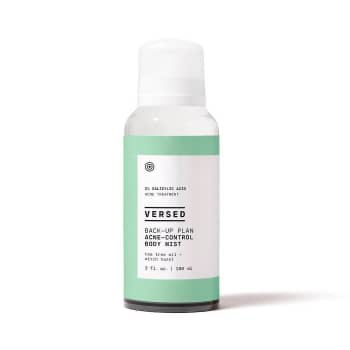 2% SALICYLIC ACID
ACNE TREATMENT
VERSED
BACK-UP PLAN
ACNE-CONTROL
BODY MIST
tea tree oil +
witch hazel
3 fl. oz. | 100 ml